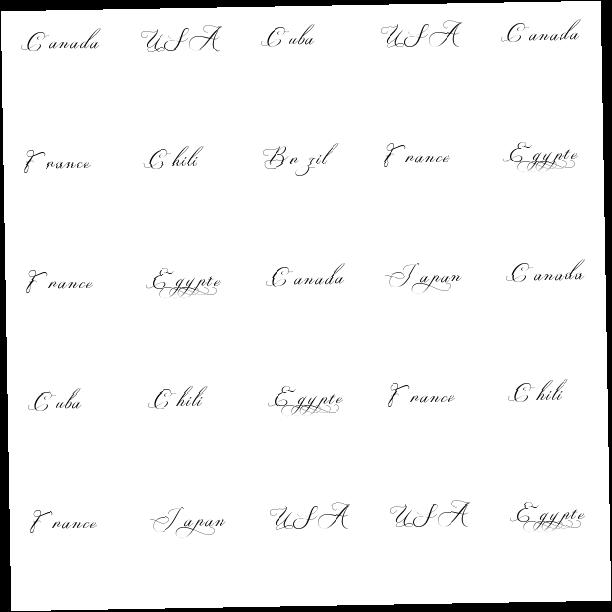 Canada USA Cuba USA Canada
France Chili Brzil France Egypte
France Egypte Canada Japan Canada
Cuba Chili Egypte France Chili
France Japan USA USA Egypte